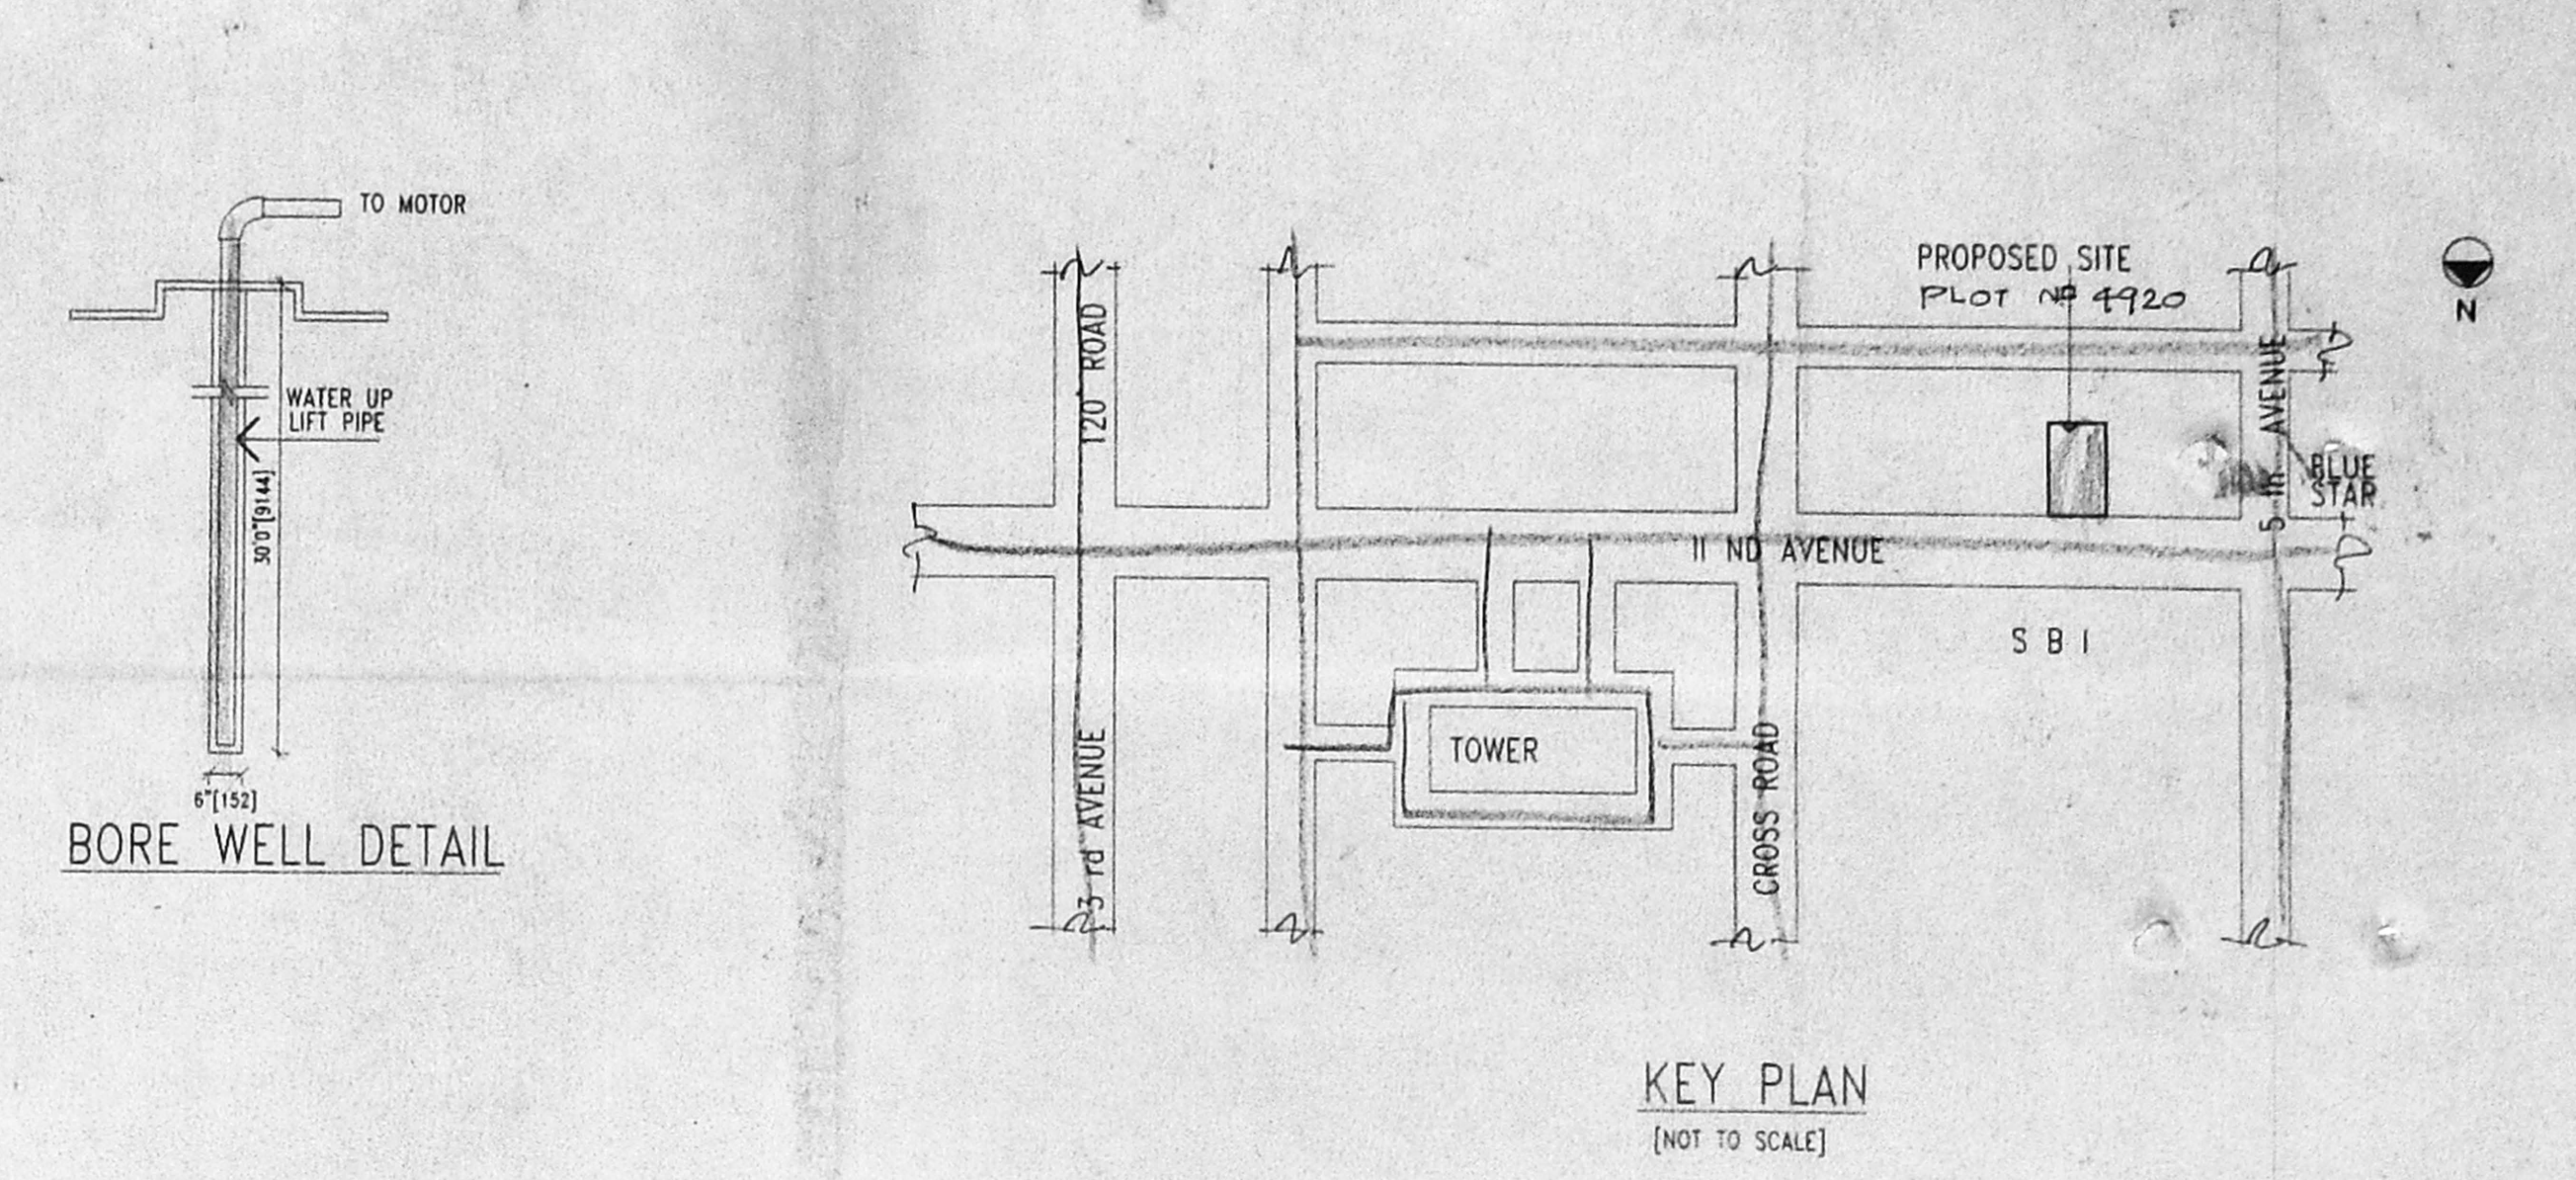 TO MOTOR
WATER UP
LIFT PIPE
30'0"[9144]
6"[152]
BORE WELL DETAIL
PROPOSED SITE
PLOT No 4920
N
120' ROAD
5 th AVENUE
BLUE
STAR
II ND AVENUE
S B I
TOWER
3 rd AVENUE
CROSS ROAD
KEY PLAN
[NOT TO SCALE]